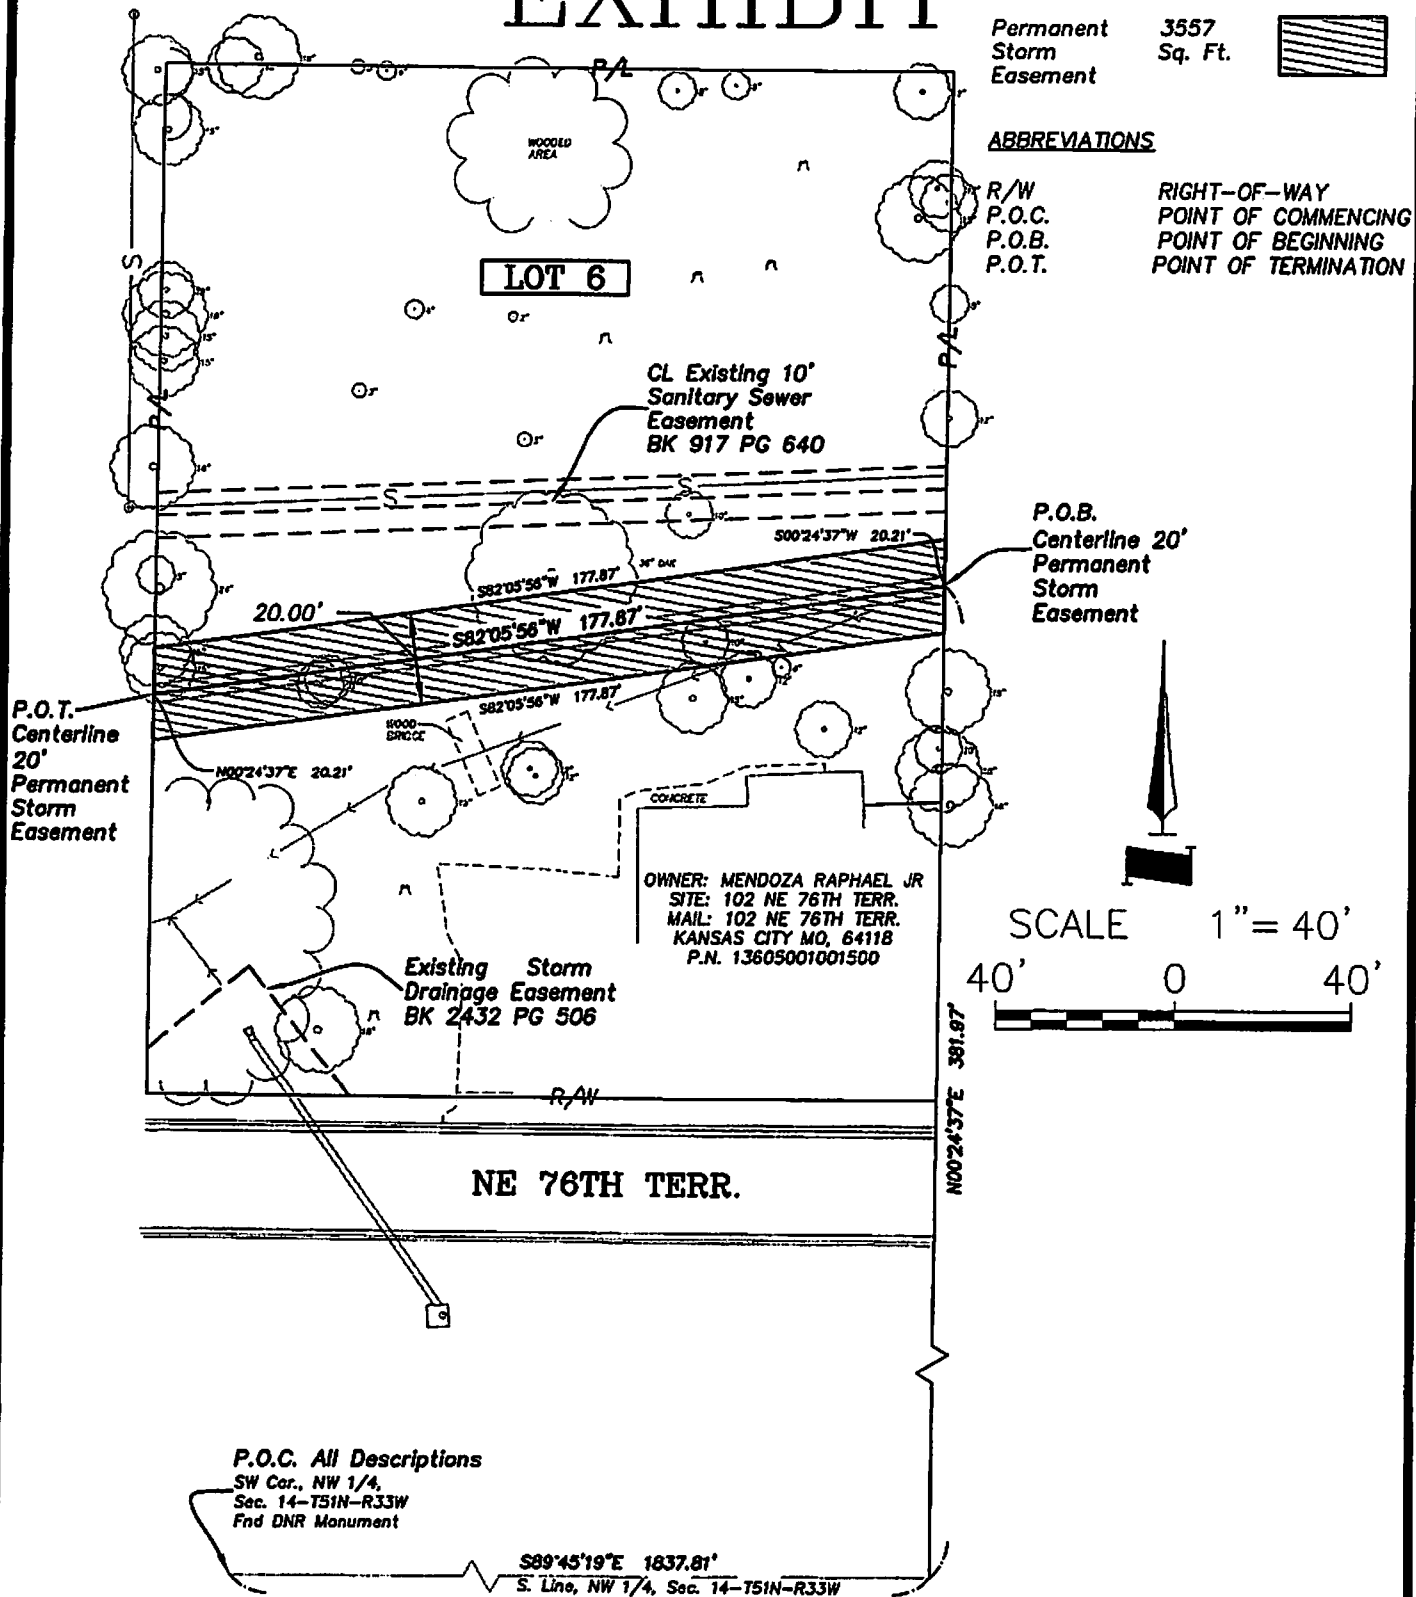 EXHIBIT
Permanent 3557
Storm Sq. Ft.
Easement
ABBREVIATIONS
R/W RIGHT-OF-WAY
P.O.C. POINT OF COMMENCING
P.O.B. POINT OF BEGINNING
P.O.T. POINT OF TERMINATION
P/L
WOODED
AREA
S
LOT 6
P/L
P/L
CL Existing 10'
Sanitary Sewer
Easement
BK 917 PG 640
S
S
P.O.B.
Centerline 20'
Permanent
Storm
Easement
S00°24'37"W 20.21'
36" OAK
S82°05'56"W 177.87'
20.00'
S82°05'56"W 177.87'
S82°05'56"W 177.87'
P.O.T.
Centerline
20'
Permanent
Storm
Easement
WOOD
BRIDGE
N00°24'37"E 20.21'
CONCRETE
OWNER: MENDOZA RAPHAEL JR
SITE: 102 NE 76TH TERR.
MAIL: 102 NE 76TH TERR.
KANSAS CITY MO, 64118
P.N. 13605001001500
SCALE 1"= 40'
40' 0 40'
Existing Storm
Drainage Easement
BK 2432 PG 506
N00°24'37"E 381.97'
R/W
NE 76TH TERR.
P.O.C. All Descriptions
SW Cor., NW 1/4,
Sec. 14-T51N-R33W
Fnd DNR Monument
S89°45'19"E 1837.81'
S. Line, NW 1/4, Sec. 14-T51N-R33W